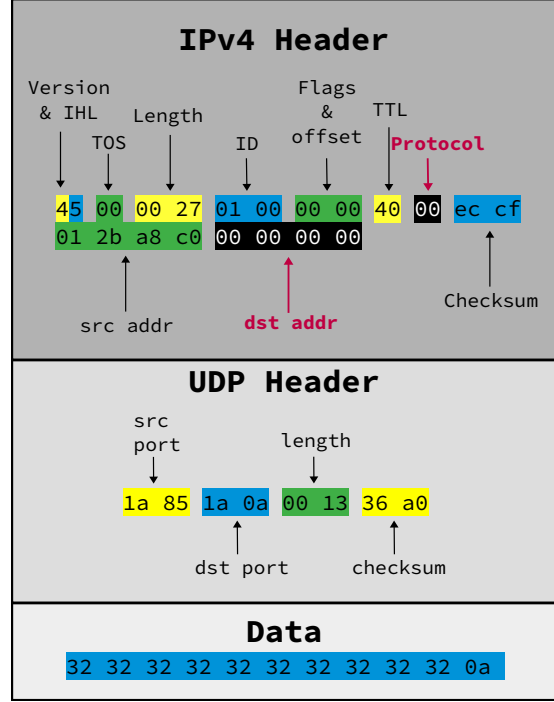 IPv4 Header
Version
& IHL
TOS
Length
ID
Flags
&
offset
TTL
Protocol
45 00 00 27 01 00 00 00 40 00 ec cf
01 2b a8 c0 00 00 00 00
src addr
dst addr
Checksum
UDP Header
src
port
length
1a 85 1a 0a 00 13 36 a0
dst port
checksum
Data
32 32 32 32 32 32 32 32 32 32 0a